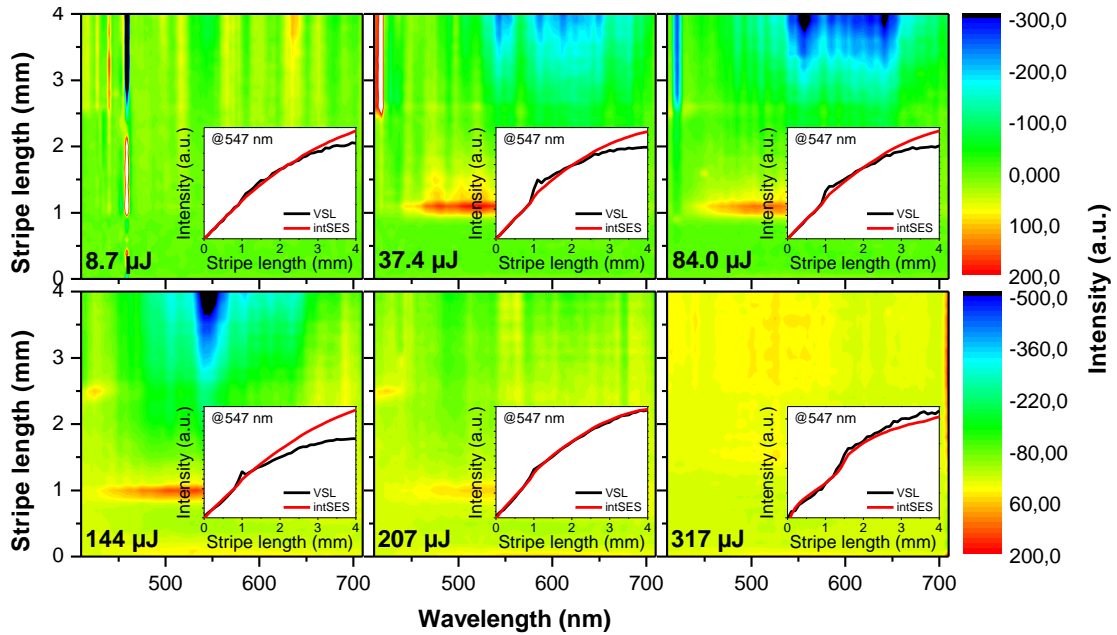 4
3
2
1
0
Stripe length (mm)
@547 nm
Intensity (a.u.)
VSL
intSES
0 1 2 3 4
Stripe length (mm)
8.7 µJ
@547 nm
Intensity (a.u.)
VSL
intSES
0 1 2 3 4
Stripe length (mm)
37.4 µJ
@547 nm
Intensity (a.u.)
VSL
intSES
0 1 2 3 4
Stripe length (mm)
84.0 µJ
-300,0
-200,0
-100,0
0,000
100,0
200,0
4
3
2
1
0
Stripe length (mm)
@547 nm
Intensity (a.u.)
VSL
intSES
0 1 2 3 4
Stripe length (mm)
144 µJ
@547 nm
Intensity (a.u.)
VSL
intSES
0 1 2 3 4
Stripe length (mm)
207 µJ
@547 nm
Intensity (a.u.)
VSL
intSES
0 1 2 3 4
Stripe length (mm)
317 µJ
-500,0
-360,0
-220,0
-80,00
60,00
200,0
Intensity (a.u.)
500 600 700 500 600 700 500 600 700
Wavelength (nm)